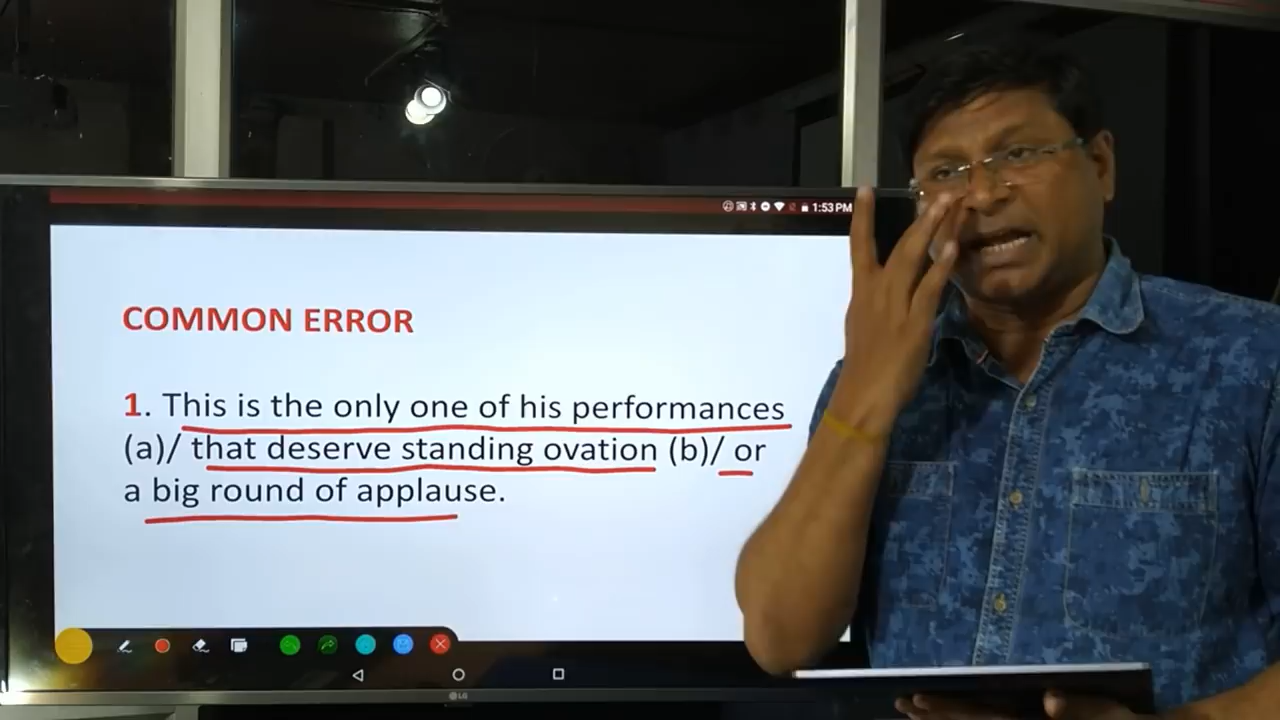 1:53 PM
COMMON ERROR
1. This is the only one of his performances
(a)/ that deserve standing ovation (b)/ or
a big round of applause.
LG